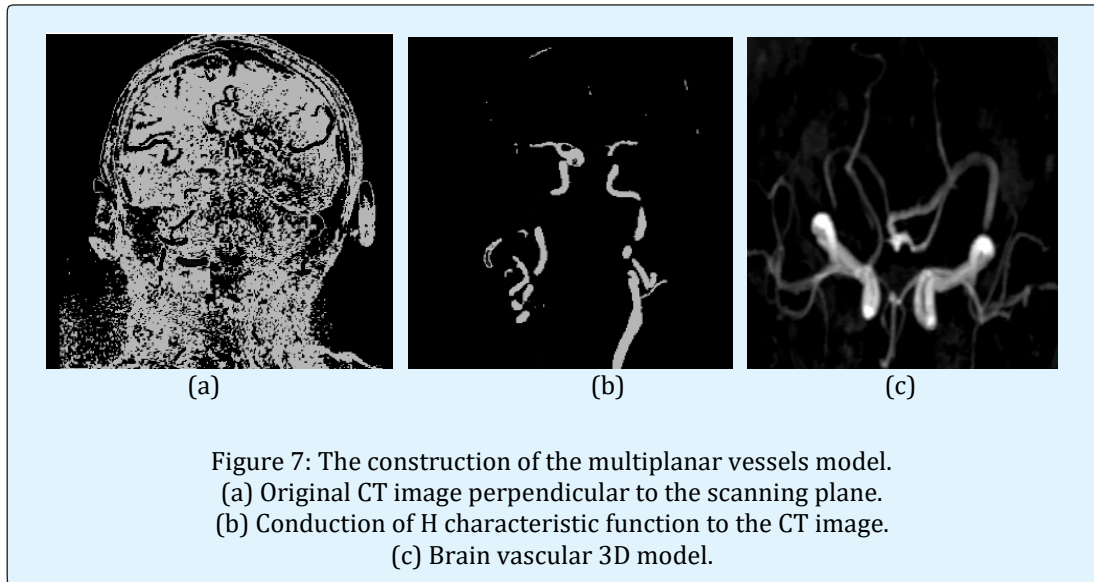 (a)
(b)
(c)
Figure 7: The construction of the multiplanar vessels model.
(a) Original CT image perpendicular to the scanning plane.
(b) Conduction of H characteristic function to the CT image.
(c) Brain vascular 3D model.